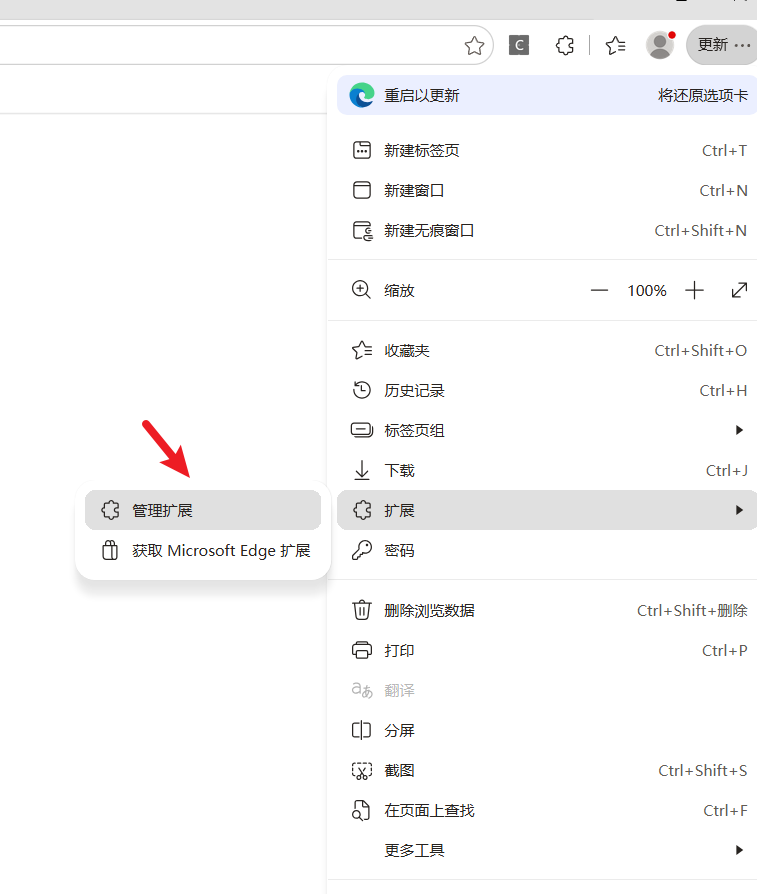 C
更新 ···
重启以更新 将还原选项卡
新建标签页 Ctrl+T
新建窗口 Ctrl+N
新建无痕窗口 Ctrl+Shift+N
缩放 — 100% +
收藏夹 Ctrl+Shift+O
历史记录 Ctrl+H
标签页组
下载 Ctrl+J
管理扩展
扩展
获取 Microsoft Edge 扩展
密码
删除浏览数据 Ctrl+Shift+删除
打印 Ctrl+P
aあ 翻译
分屏
截图 Ctrl+Shift+S
在页面上查找 Ctrl+F
更多工具